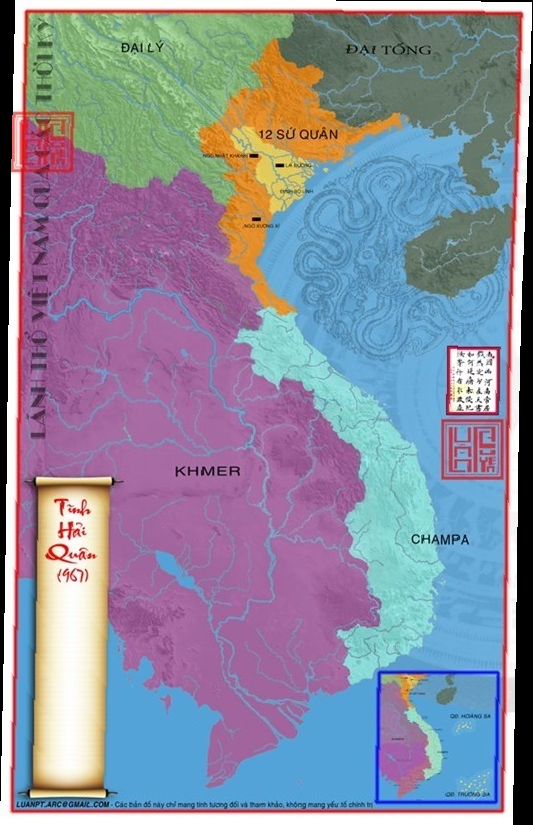 ĐẠI LÝ
ĐẠI TỐNG
12 SỨ QUÂN
NGÔ NHẬT KHÁNH
LA ĐƯỜNG
ĐINH BỘ LĨNH
NGÔ XƯƠNG XÍ
LÃNH THỔ VIỆT NAM QUA CÁC THỜI KỲ
KHMER
CHAMPA
Tĩnh
Hải
Quân
(967)
QĐ. HOÀNG SA
QĐ. TRƯỜNG SA
LUANPT.ARC@GMAIL.COM - Các bản đồ này chỉ mang tính tương đối và tham khảo, không mang yếu tố chính trị